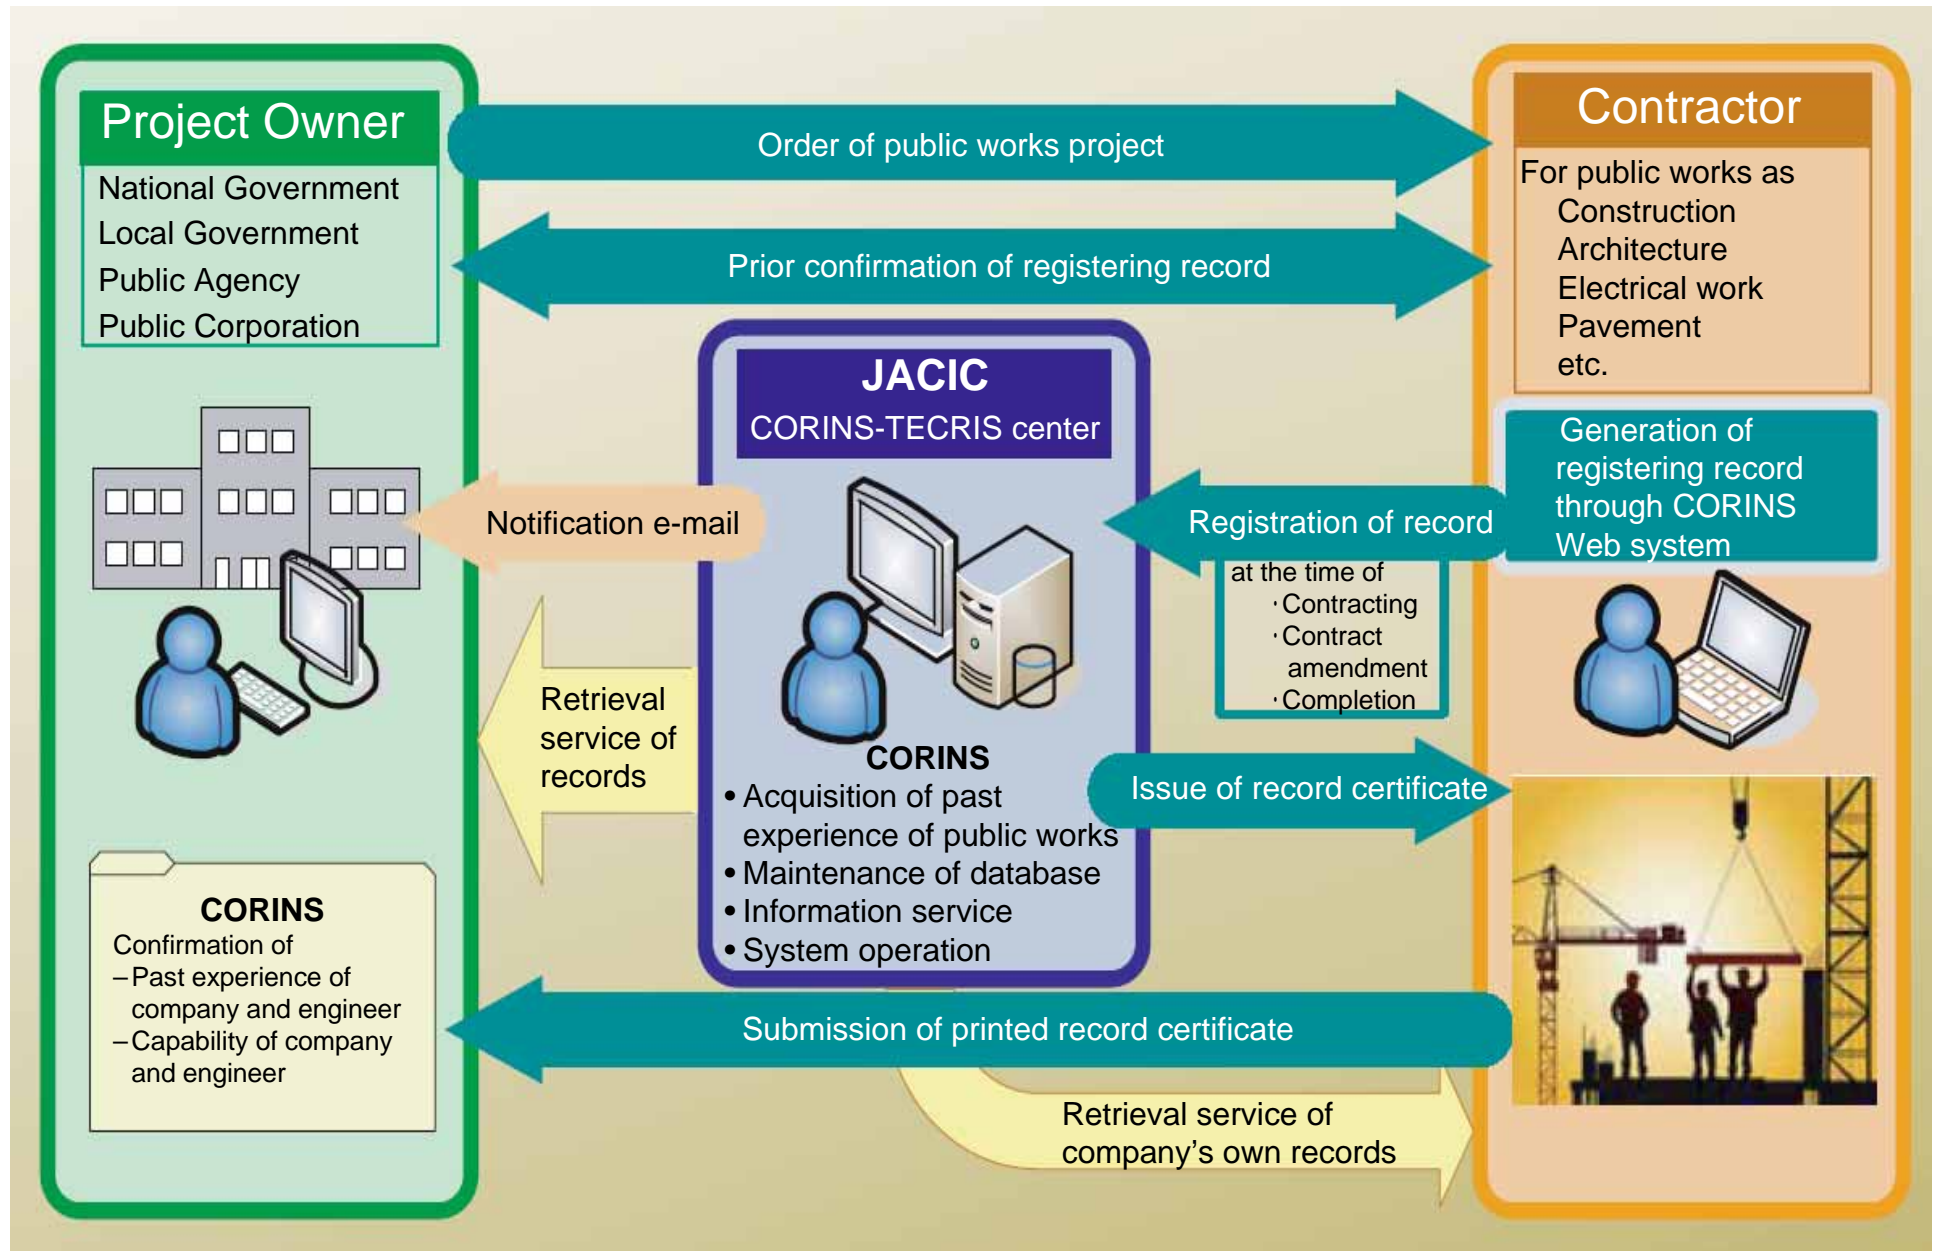 Project Owner
National Government
Local Government
Public Agency
Public Corporation
Order of public works project
Prior confirmation of registering record
Contractor
For public works as
Construction
Architecture
Electrical work
Pavement
etc.
JACIC
CORINS-TECRIS center
Notification e-mail
Registration of record
at the time of
・Contracting
・Contract
amendment
・Completion
Generation of
registering record
through CORINS
Web system
Retrieval
service of
records
CORINS
• Acquisition of past
experience of public works
• Maintenance of database
• Information service
• System operation
Issue of record certificate
CORINS
Confirmation of
–Past experience of
company and engineer
–Capability of company
and engineer
Submission of printed record certificate
Retrieval service of
company’s own records